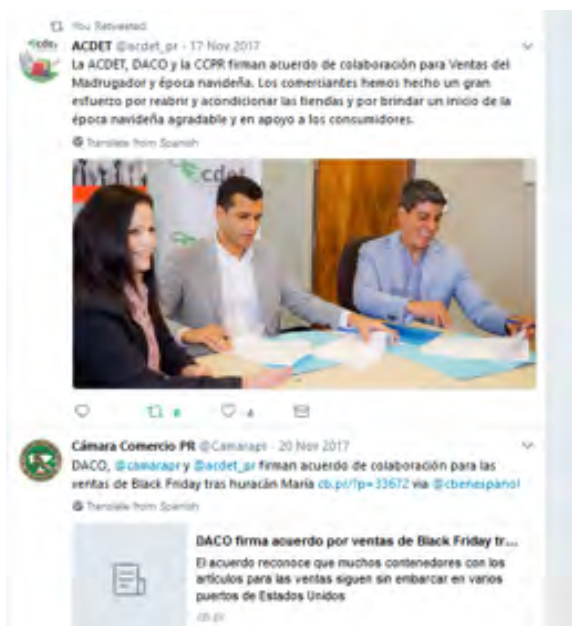 You Retweeted
ACDET @acdet_pr · 17 Nov 2017
La ACDET, DACO y la CCPR firman acuerdo de colaboración para Ventas del
Madrugador y época navideña. Los comerciantes hemos hecho un gran
esfuerzo por reabrir y acondicionar las tiendas y por brindar un inicio de la
época navideña agradable y en apoyo a los consumidores.
Translate from Spanish
cdet
Cámara Comercio PR @Camarapr · 20 Nov 2017
DACO, @camarapr y @acdet_pr firman acuerdo de colaboración para las
ventas de Black Friday tras huracán María cb.pr/?p=33672 via @cbenespanol
Translate from Spanish
DACO firma acuerdo por ventas de Black Friday tr...
El acuerdo reconoce que muchos contenedores con los
artículos para las ventas siguen sin embarcar en varios
puertos de Estados Unidos
cb.pr